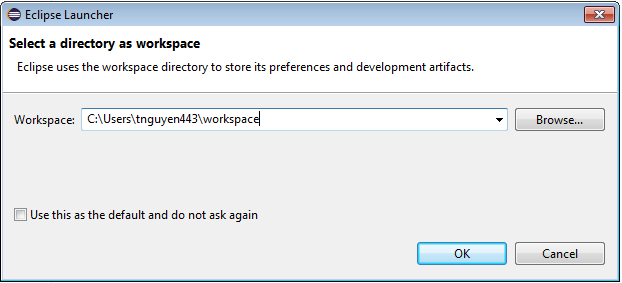 Eclipse Launcher
Select a directory as workspace
Eclipse uses the workspace directory to store its preferences and development artifacts.
Workspace: C:\Users\tnguyen443\workspace Browse...
Use this as the default and do not ask again
OK Cancel